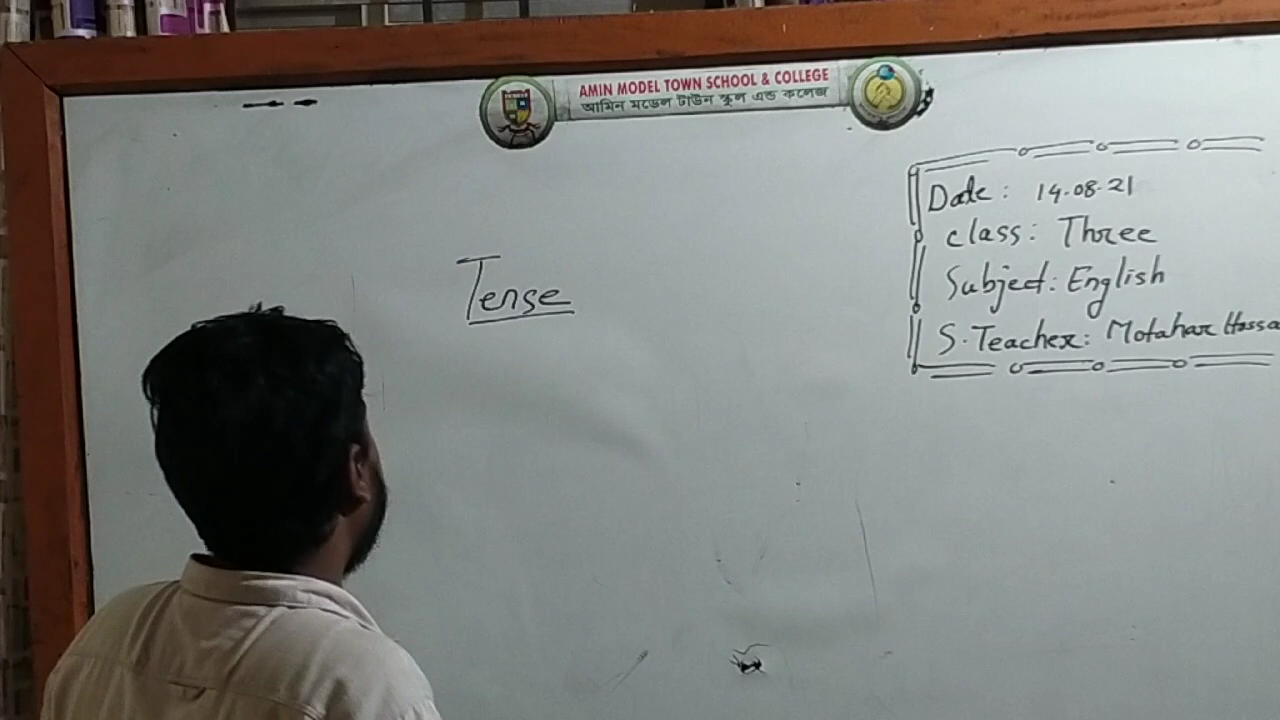 AMIN MODEL TOWN SCHOOL & COLLEGE
আমিন মডেল টাউন স্কুল এন্ড কলেজ
Date: 14.08.21
class: Three
Subject: English
S.Teacher: Motahar Hassa
Tense